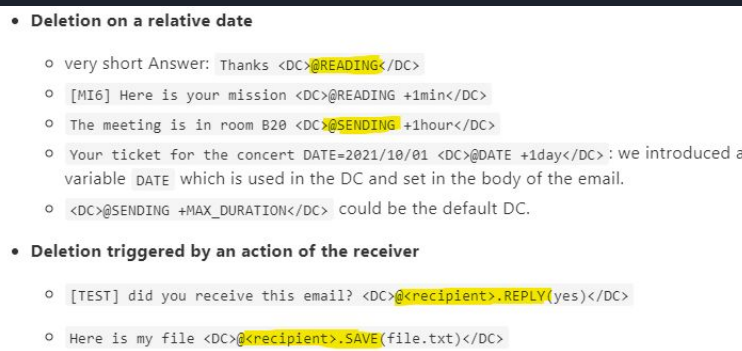 • Deletion on a relative date
○ very short Answer: Thanks <DC>@READING</DC>
○ [MI6] Here is your mission <DC>@READING +1min</DC>
○ The meeting is in room B20 <DC>@SENDING +1hour</DC>
○ Your ticket for the concert DATE=2021/10/01 <DC>@DATE +1day</DC> : we introduced a
variable DATE which is used in the DC and set in the body of the email.
○ <DC>@SENDING +MAX_DURATION</DC> could be the default DC.
• Deletion triggered by an action of the receiver
○ [TEST] did you receive this email? <DC>@<recipient>.REPLY(yes)</DC>
○ Here is my file <DC>@<recipient>.SAVE(file.txt)</DC>